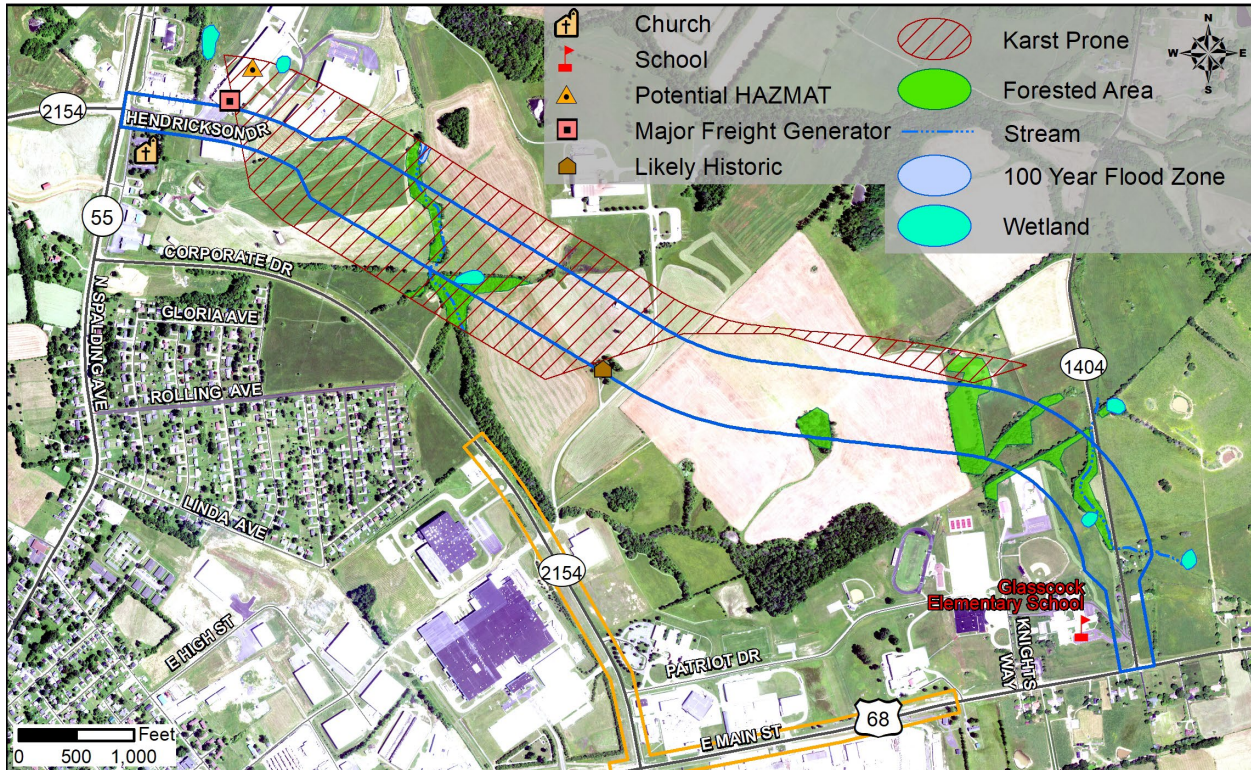 Church
School
Potential HAZMAT
Major Freight Generator
Likely Historic
Karst Prone
Forested Area
Stream
100 Year Flood Zone
Wetland
N
W E
S
2154
HENDRICKSON DR
55
CORPORATE DR
N SPALDING AVE
GLORIA AVE
ROLLING AVE
LINDA AVE
E HIGH ST
1404
2154
Glasscock
Elementary School
KNIGHTS
WAY
PATRIOT DR
68
E MAIN ST
Feet
0 500 1,000